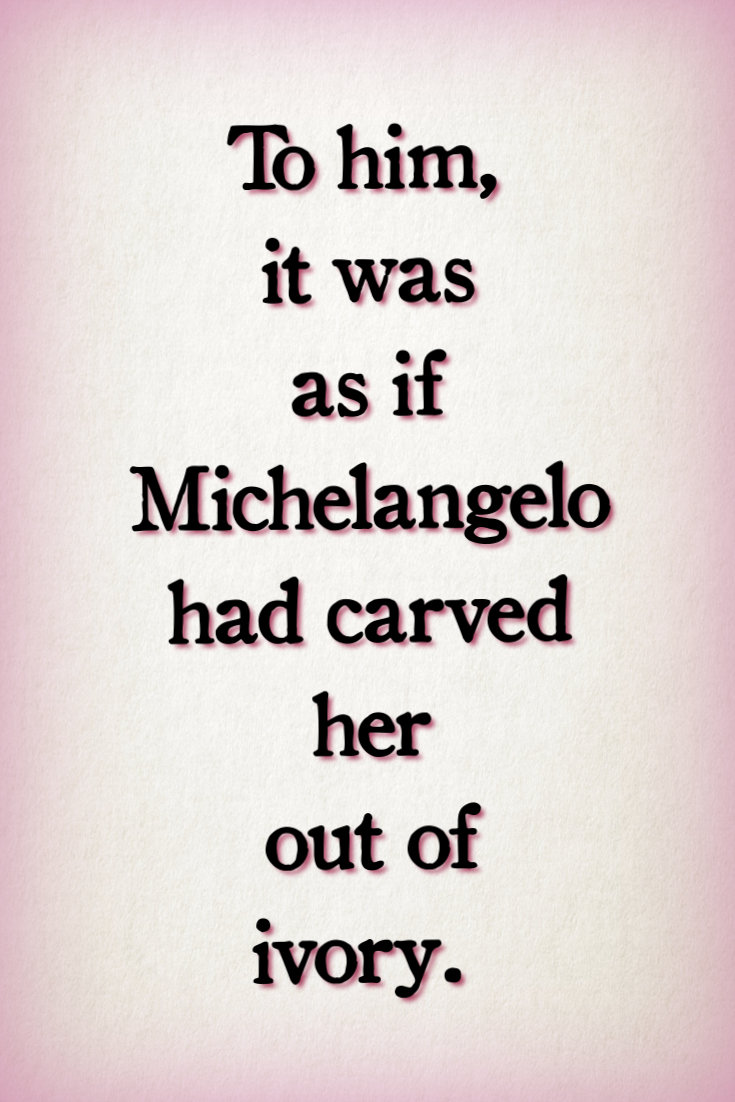 To him,
it was
as if
Michelangelo
had carved
her
out of
ivory.